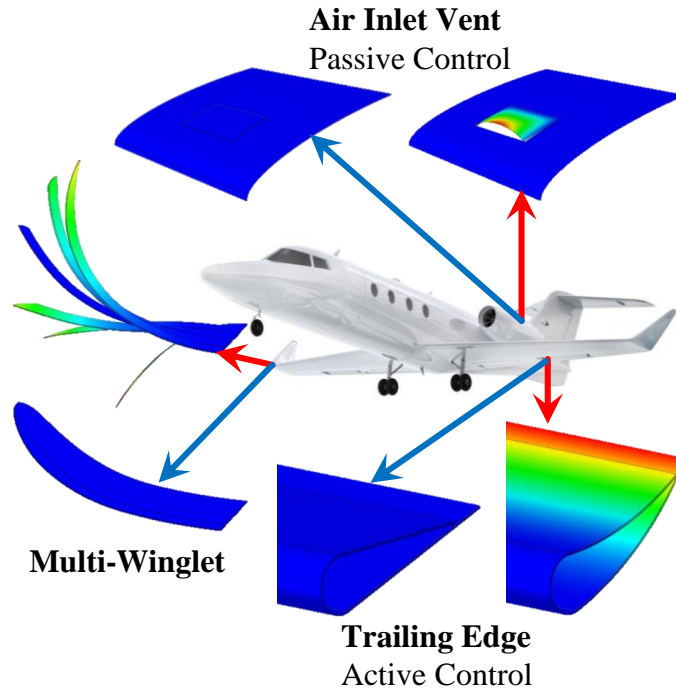 Air Inlet Vent
Passive Control
Multi-Winglet
Trailing Edge
Active Control